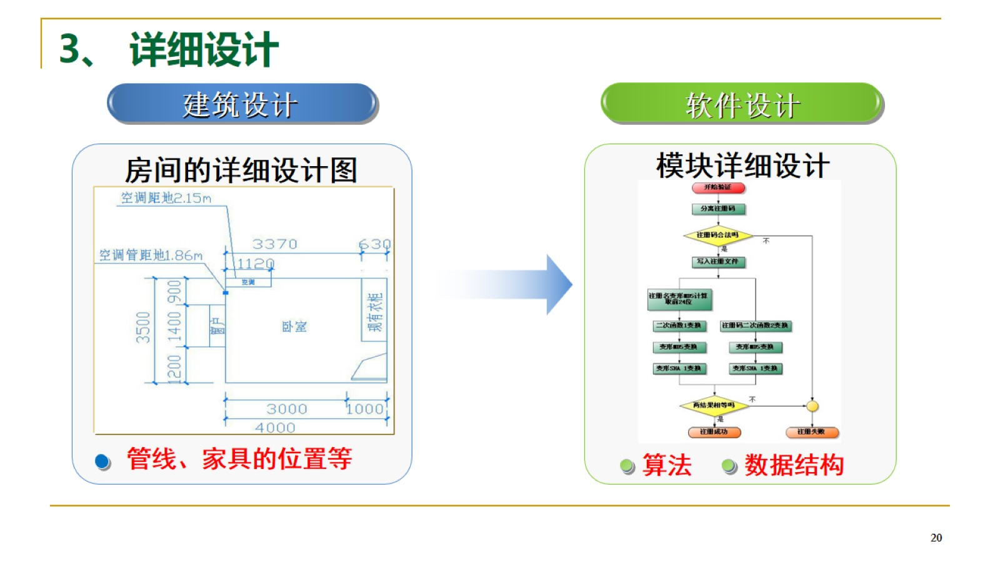 3、 详细设计
建筑设计
软件设计
房间的详细设计图
空调距地2.15m
空调管距地1.86m
3370
630
1120
空调
900
3500
1400
1200
窗户
卧室
现有衣柜
3000
1000
4000
管线、家具的位置等
模块详细设计
开始验证
分离注册码
注册码合法吗
不
是
写入注册文件
注册名变形MD5计算
取前24位
二次函数1变换
注册码二次函数2变换
变形MD5变换
变形MD5变换
变形SHA 1变换
变形SHA 1变换
两结果相等吗
不
是
注册成功
注册失败
算法
数据结构
20